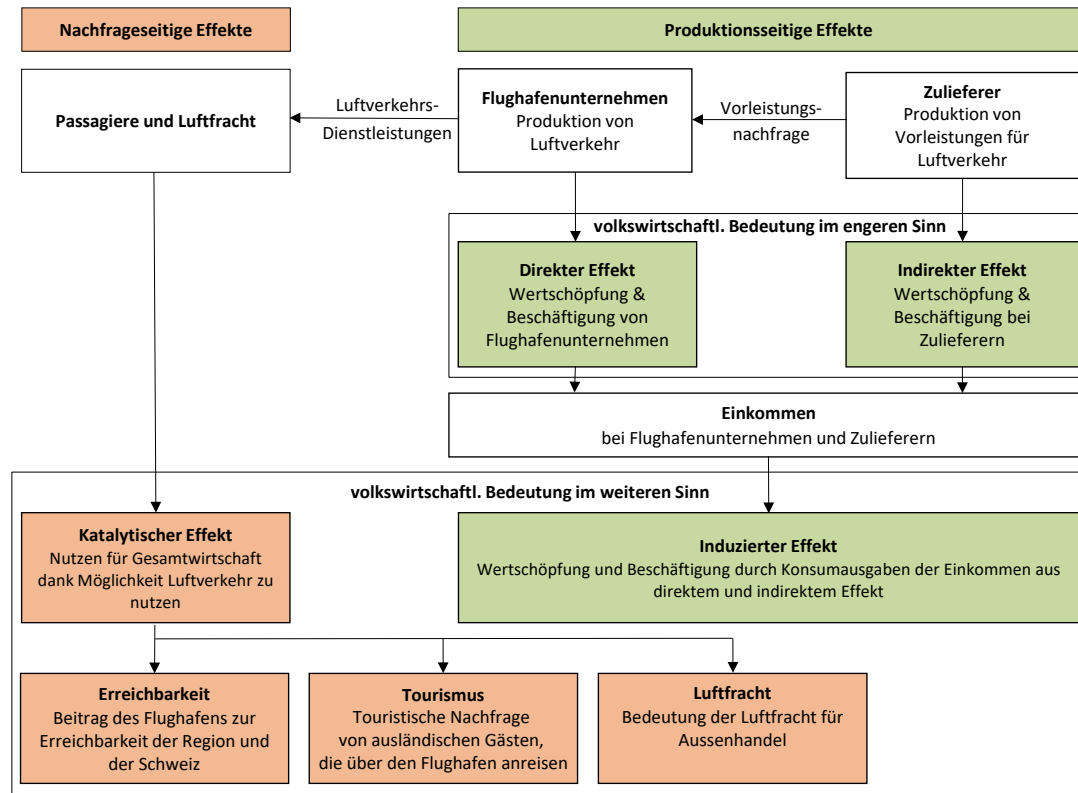 Nachfrageseitige Effekte
Produktionsseitige Effekte
Passagiere und Luftfracht
Luftverkehrs-
Dienstleistungen
Flughafenunternehmen
Produktion von
Luftverkehr
Vorleistungs-
nachfrage
Zulieferer
Produktion von
Vorleistungen für
Luftverkehr
volkswirtschaftl. Bedeutung im engeren Sinn
Direkter Effekt
Wertschöpfung &
Beschäftigung von
Flughafenunternehmen
Indirekter Effekt
Wertschöpfung &
Beschäftigung bei
Zulieferern
Einkommen
bei Flughafenunternehmen und Zulieferern
volkswirtschaftl. Bedeutung im weiteren Sinn
Katalytischer Effekt
Nutzen für Gesamtwirtschaft
dank Möglichkeit Luftverkehr zu
nutzen
Induzierter Effekt
Wertschöpfung und Beschäftigung durch Konsumausgaben der Einkommen aus
direktem und indirektem Effekt
Erreichbarkeit
Beitrag des Flughafens zur
Erreichbarkeit der Region und
der Schweiz
Tourismus
Touristische Nachfrage
von ausländischen Gästen,
die über den Flughafen anreisen
Luftfracht
Bedeutung der Luftfracht für
Aussenhandel